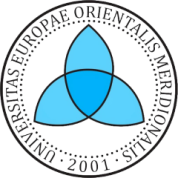 UNIVERSITAS EUROPAE ORIENTALIS MERIDIONALIS
· 2001 ·